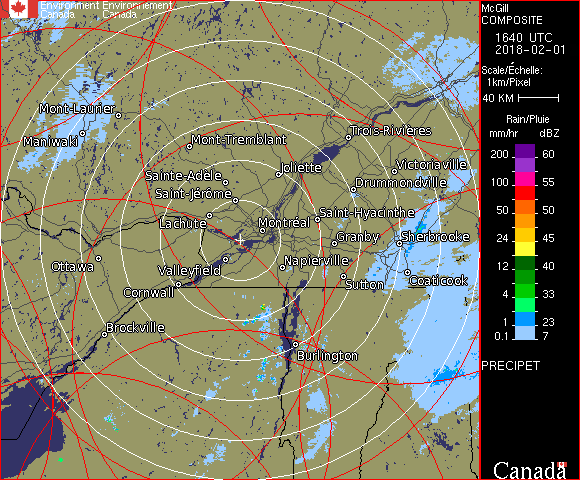 Environment Environnement
Canada Canada
McGill
COMPOSITE
1640 UTC
2018-02-01
Scale/Échelle:
1km/Pixel
40 KM
Rain/Pluie
mm/hr dBZ
200 60
100 55
50 50
24 45
12 40
4 33
1 23
0.1 7
PRECIPET
Canada
Mont-Laurier
Maniwaki
Mont-Tremblant
Trois-Rivières
Joliette
Victoriaville
Sainte-Adèle
Drummondville
Saint-Jérôme
Lachute
Saint-Hyacinthe
Montréal
Granby
Sherbrooke
Ottawa
Valleyfield
Napierville
Cornwall
Sutton
Coaticook
Brockville
Burlington